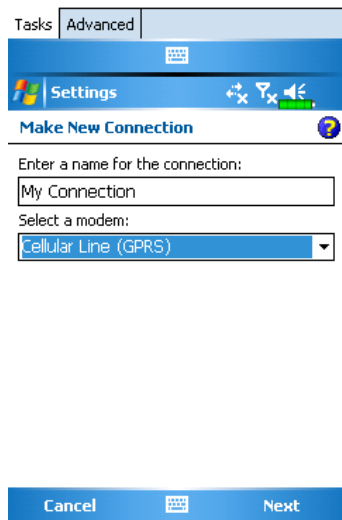 Tasks Advanced
Settings
Make New Connection
Enter a name for the connection:
My Connection
Select a modem:
Cellular Line (GPRS)
Cancel Next